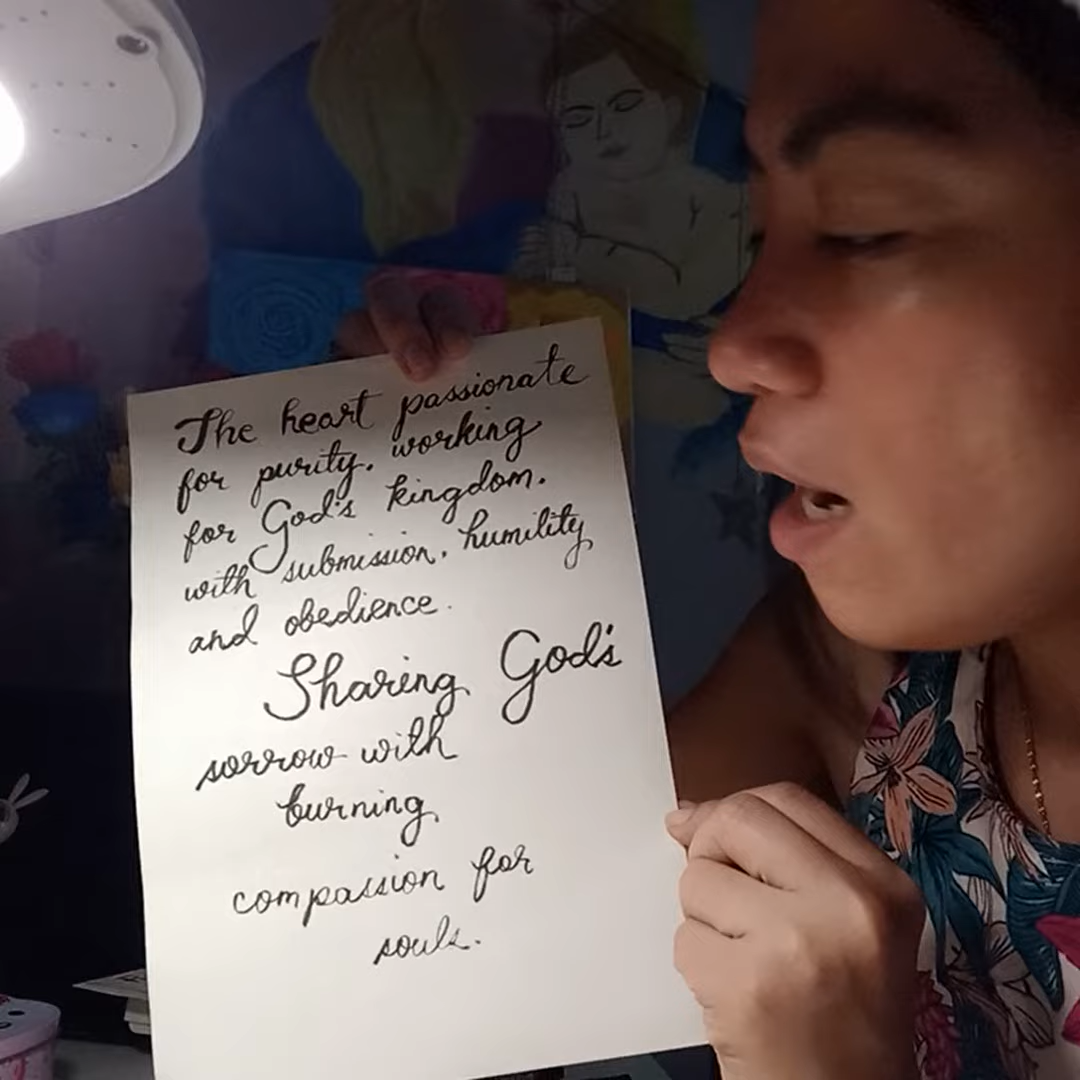 The heart passionate
for purity. working
for God's kingdom.
with submission. humility
and obedience.
Sharing God's
sorrow with
burning
compassion for
souls.